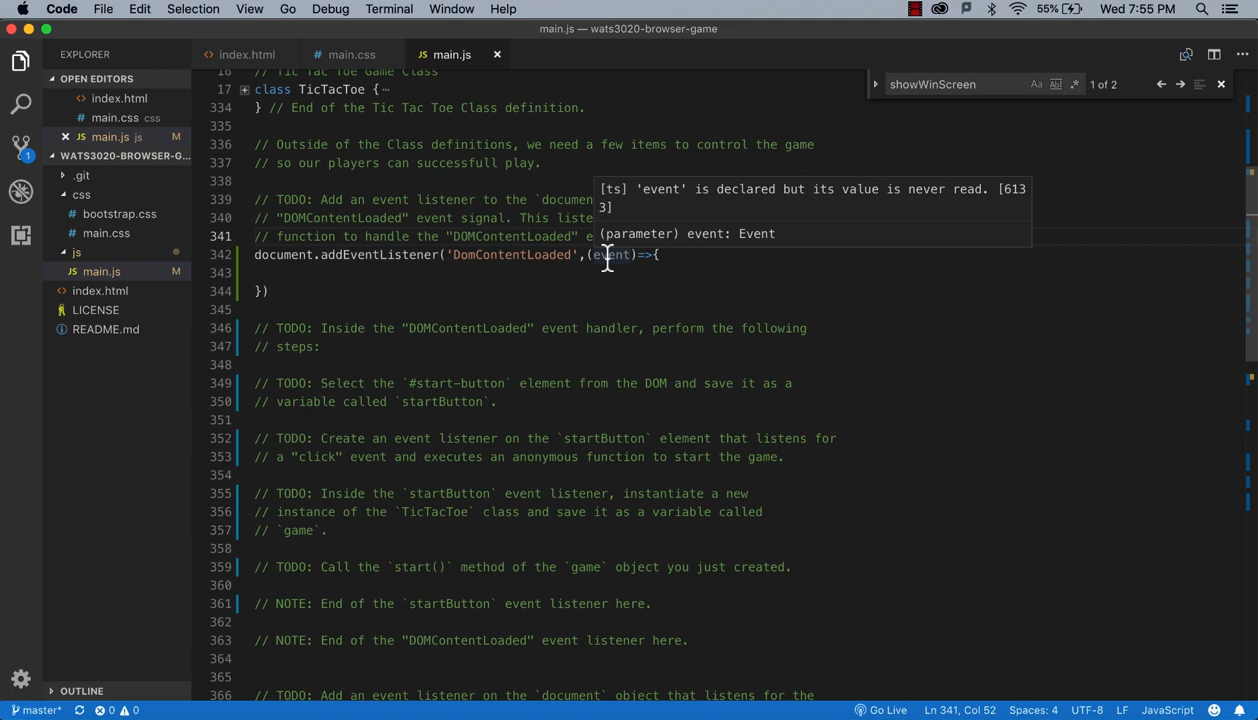 Code File Edit Selection View Go Debug Terminal Window Help 55% Wed 7:55 PM
main.js — wats3020-browser-game
EXPLORER
OPEN EDITORS
index.html
main.css css
main.js js M
WATS3020-BROWSER-G...
.git
css
bootstrap.css
main.css
js
main.js M
index.html
LICENSE
README.md
OUTLINE
index.html main.css main.js
showWinScreen Aa Abl .* 1 of 2
16 // Tic Tac Toe Game Class
17 class TicTacToe {
334 } // End of the Tic Tac Toe Class definition.
335
336 // Outside of the Class definitions, we need a few items to control the game
337 // so our players can successfull play.
338
339 // TODO: Add an event listener to the `documen
340 // "DOMContentLoaded" event signal. This liste
341 // function to handle the "DOMContentLoaded" e
[ts] 'event' is declared but its value is never read. [613
3]
(parameter) event: Event
342 document.addEventListener('DomContentLoaded',(event)=>{
343
344 })
345
346 // TODO: Inside the "DOMContentLoaded" event handler, perform the following
347 // steps:
348
349 // TODO: Select the `#start-button` element from the DOM and save it as a
350 // variable called `startButton`.
351
352 // TODO: Create an event listener on the `startButton` element that listens for
353 // a "click" event and executes an anonymous function to start the game.
354
355 // TODO: Inside the `startButton` event listener, instantiate a new
356 // instance of the `TicTacToe` class and save it as a variable called
357 // `game`.
358
359 // TODO: Call the `start()` method of the `game` object you just created.
360
361 // NOTE: End of the `startButton` event listener here.
362
363 // NOTE: End of the "DOMContentLoaded" event listener here.
364
365
366 // TODO: Add an event listener on the `document` object that listens for the
master* 0 0 Go Live Ln 341, Col 52 Spaces: 4 UTF-8 LF JavaScript
1